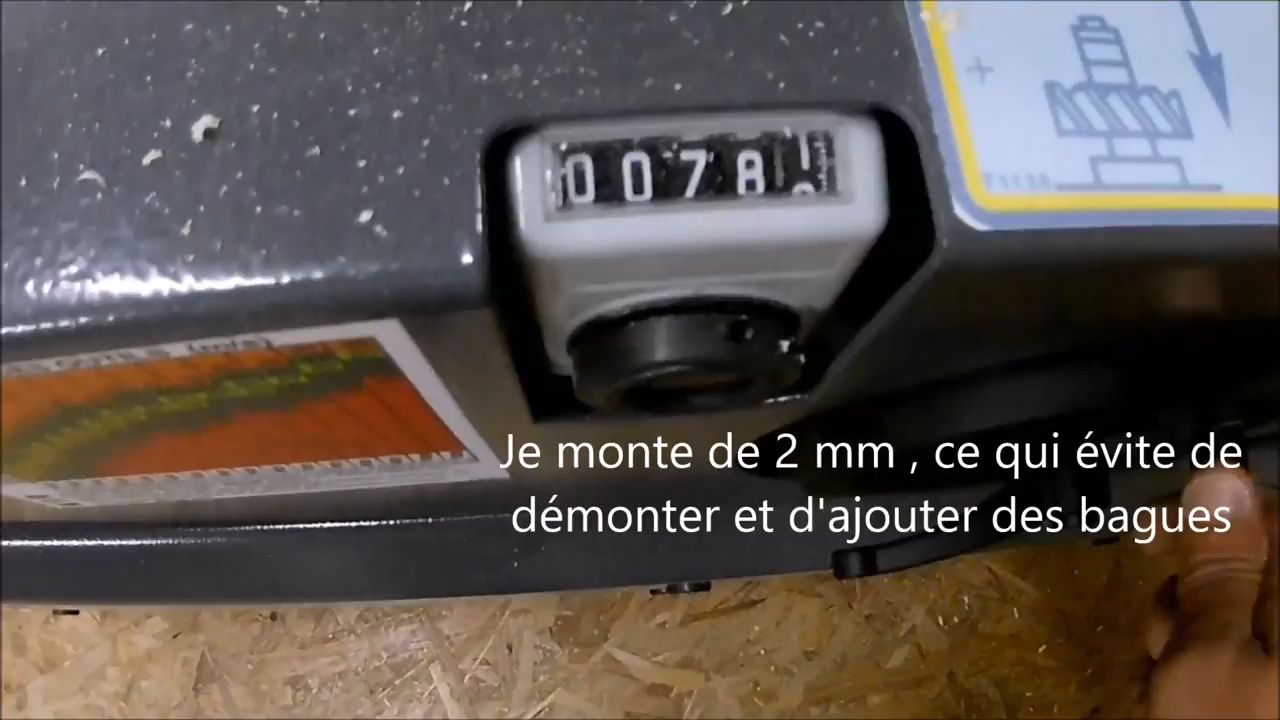 0078
Je monte de 2 mm , ce qui évite de
démonter et d'ajouter des bagues